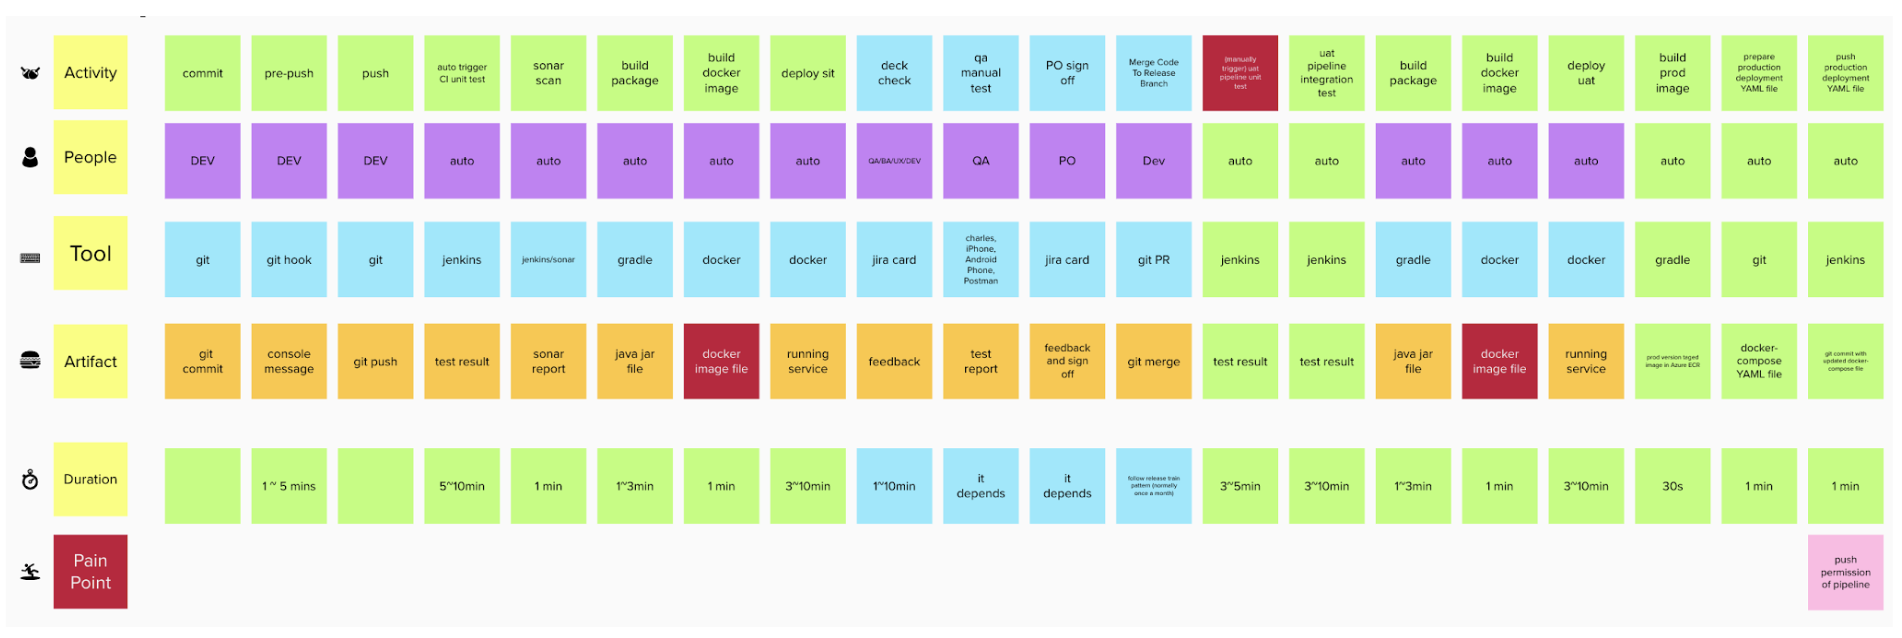 Activity
commit
pre-push
push
auto trigger
CI unit test
sonar
scan
build
package
build
docker
image
deploy sit
deck
check
qa
manual
test
PO sign
off
Merge Code
To Release
Branch
(manually
trigger) uat
pipeline unit
test
uat
pipeline
integration
test
build
package
build
docker
image
deploy
uat
build
prod
image
prepare
production
deployment
YAML file
push
production
deployment
YAML file
People
DEV
DEV
DEV
auto
auto
auto
auto
auto
QA/BA/UX/DEV
QA
PO
Dev
auto
auto
auto
auto
auto
auto
auto
auto
Tool
git
git hook
git
jenkins
jenkins/sonar
gradle
docker
docker
jira card
charles,
iPhone,
Android
Phone,
Postman
jira card
git PR
jenkins
jenkins
gradle
docker
docker
gradle
git
jenkins
Artifact
git
commit
console
message
git push
test result
sonar
report
java jar
file
docker
image file
running
service
feedback
test
report
feedback
and sign
off
git merge
test result
test result
java jar
file
docker
image file
running
service
prod version taged
image in Azure ECR
docker-
compose
YAML file
git commit with
updated docker-
compose file
Duration
1 ~ 5 mins
5~10min
1 min
1~3min
1 min
3~10min
1~10min
it
depends
it
depends
follow release train
pattern (normally
once a month)
3~5min
3~10min
1~3min
1 min
3~10min
30s
1 min
1 min
Pain
Point
push
permission
of pipeline